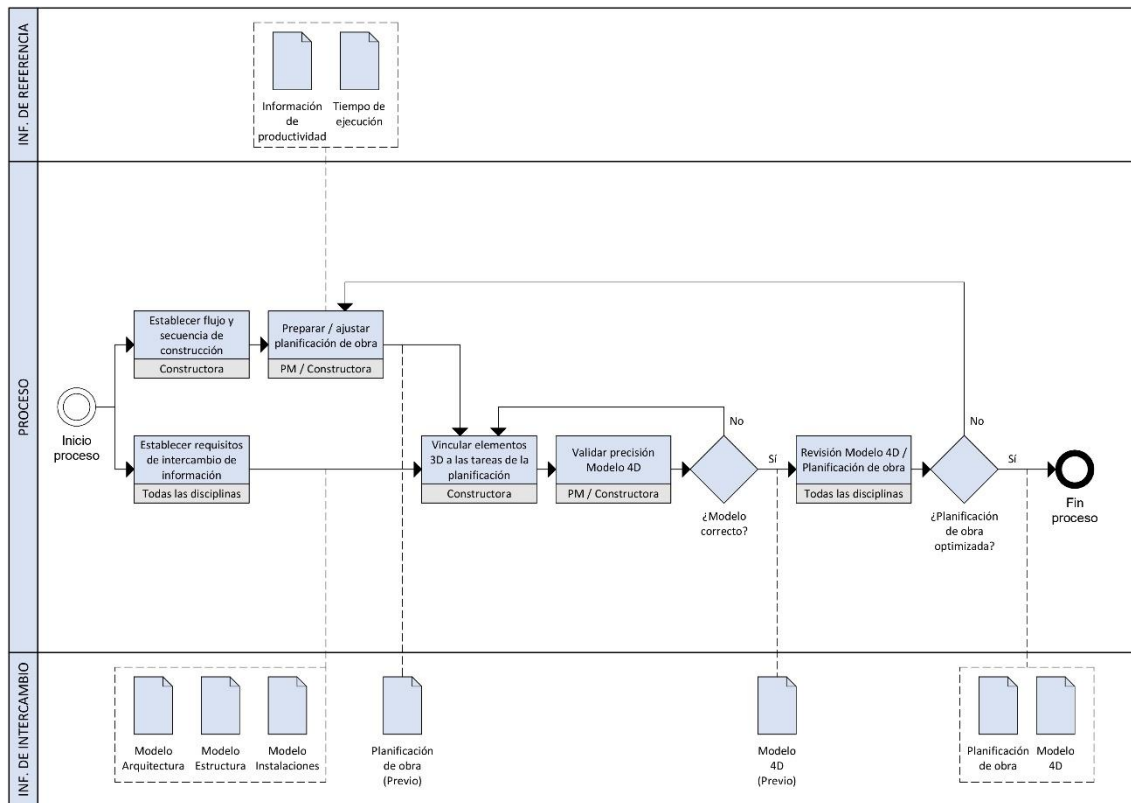 INF. DE REFERENCIA
Información
de
productividad
Tiempo de
ejecución
PROCESO
Inicio
proceso
Establecer flujo y
secuencia de
construcción
Constructora
Preparar / ajustar
planificación de obra
PM / Constructora
Establecer requisitos
de intercambio de
información
Todas las disciplinas
Vincular elementos
3D a las tareas de la
planificación
Constructora
Validar precisión
Modelo 4D
PM / Constructora
No
Sí
¿Modelo
correcto?
Revisión Modelo 4D /
Planificación de obra
Todas las disciplinas
No
Sí
¿Planificación
de obra
optimizada?
Fin
proceso
INF. DE INTERCAMBIO
Modelo
Arquitectura
Modelo
Estructura
Modelo
Instalaciones
Planificación
de obra
(Previo)
Modelo
4D
(Previo)
Planificación
de obra
Modelo
4D